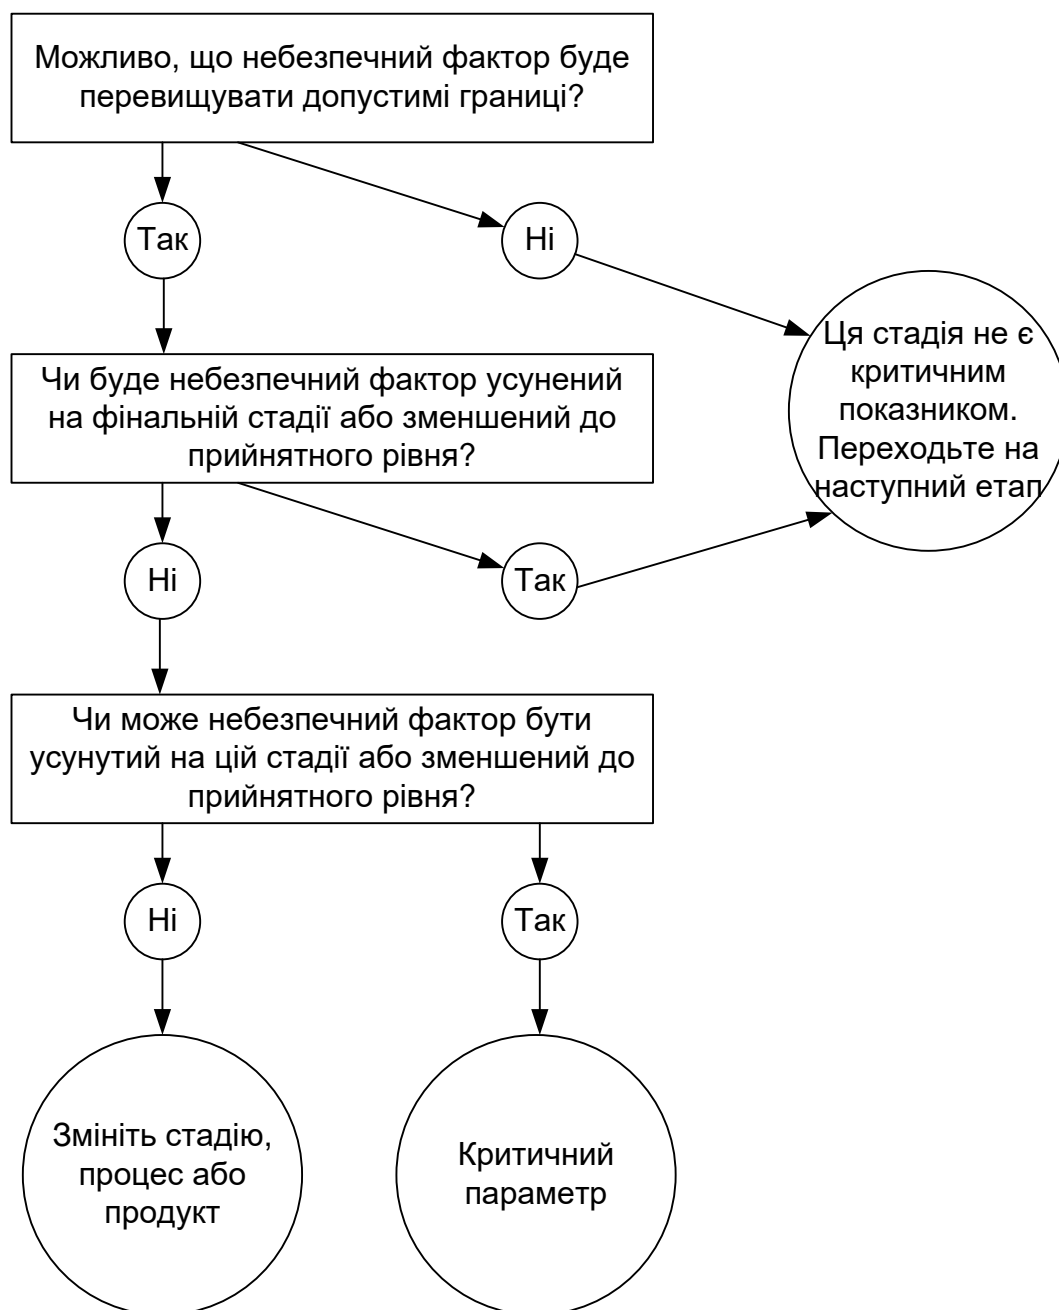 Можливо, що небезпечний фактор буде
перевищувати допустимі границі?
Так
Ні
Ця стадія не є
критичним
показником.
Переходьте на
наступний етап
Чи буде небезпечний фактор усунений
на фінальній стадії або зменшений до
прийнятного рівня?
Ні
Так
Чи може небезпечний фактор бути
усунутий на цій стадії або зменшений до
прийнятного рівня?
Ні
Так
Змініть стадію,
процес або
продукт
Критичний
параметр